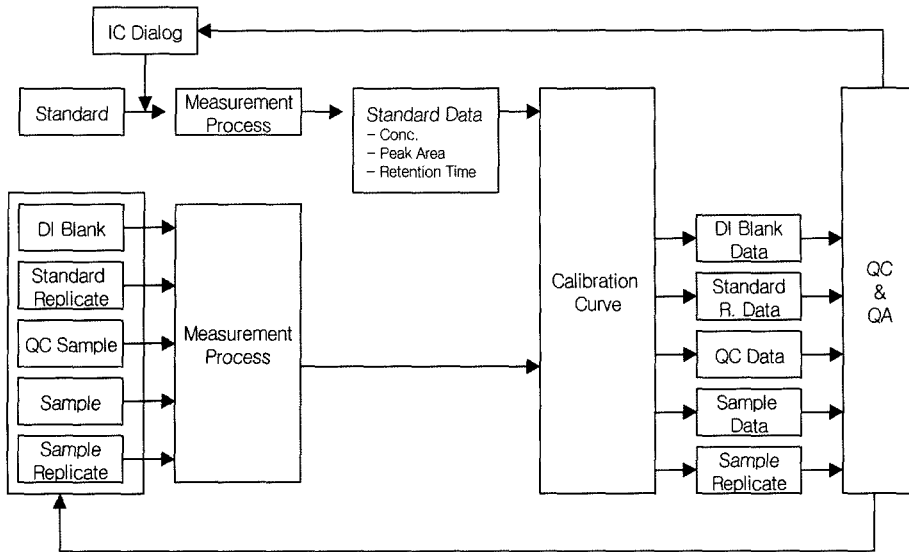 IC Dialog
Standard
Measurement
Process
Standard Data
– Conc.
– Peak Area
– Retention Time
DI Blank
Standard
Replicate
QC Sample
Sample
Sample
Replicate
Measurement
Process
Calibration
Curve
DI Blank
Data
Standard
R. Data
QC Data
Sample
Data
Sample
Replicate
QC
&
QA